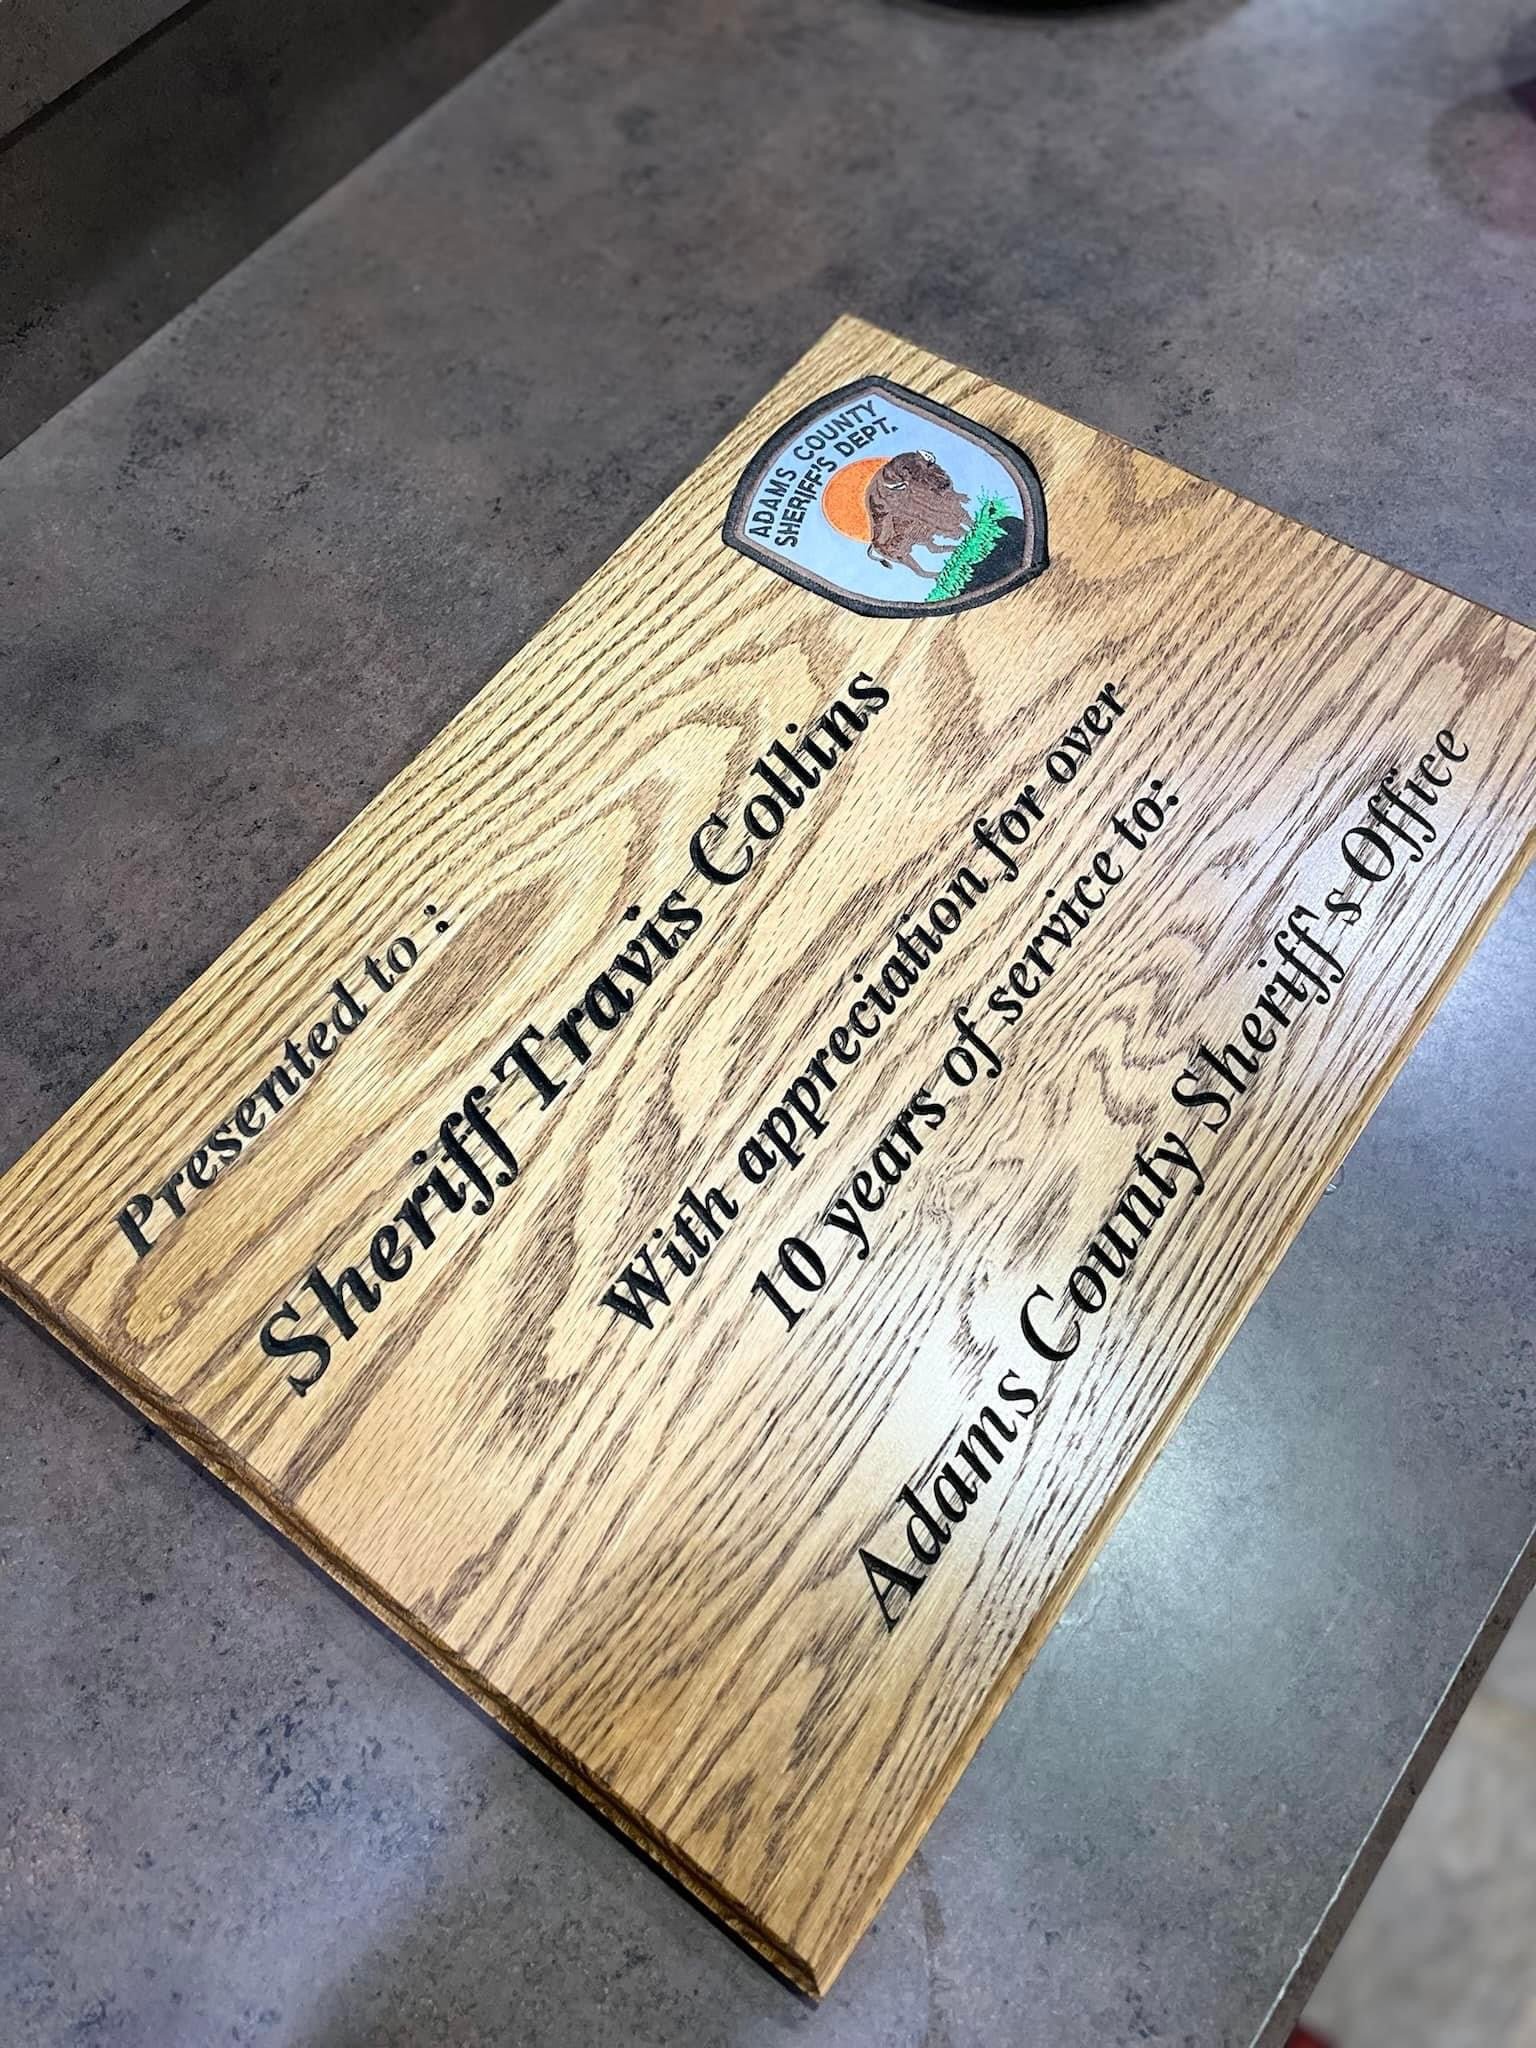 ADAMS COUNTY
SHERIFF'S DEPT.
Presented to :
Sheriff Travis Collins
With appreciation for over
10 years of service to:
Adams County Sheriff's Office